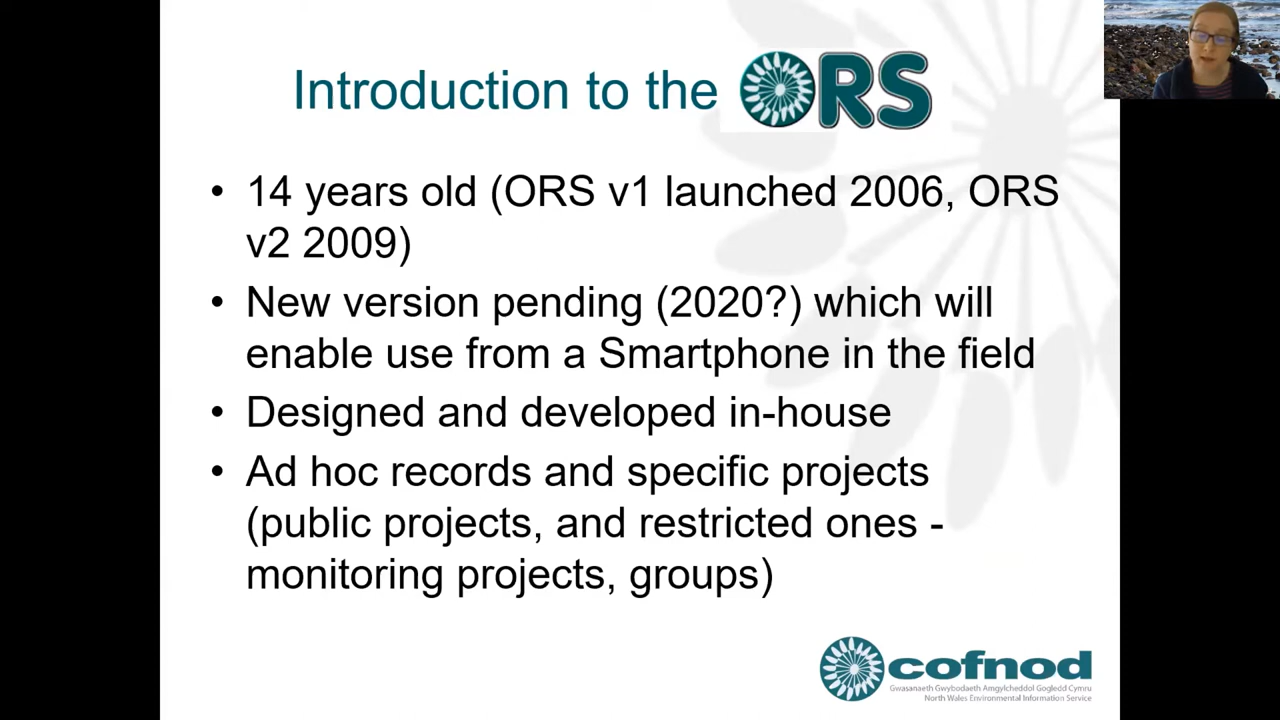 Introduction to the ORS
• 14 years old (ORS v1 launched 2006, ORS
v2 2009)
• New version pending (2020?) which will
enable use from a Smartphone in the field
• Designed and developed in-house
• Ad hoc records and specific projects
(public projects, and restricted ones -
monitoring projects, groups)
cofnod
Gwasanaeth Gwybodaeth Amgylcheddol Gogledd Cymru
North Wales Environmental Information Service